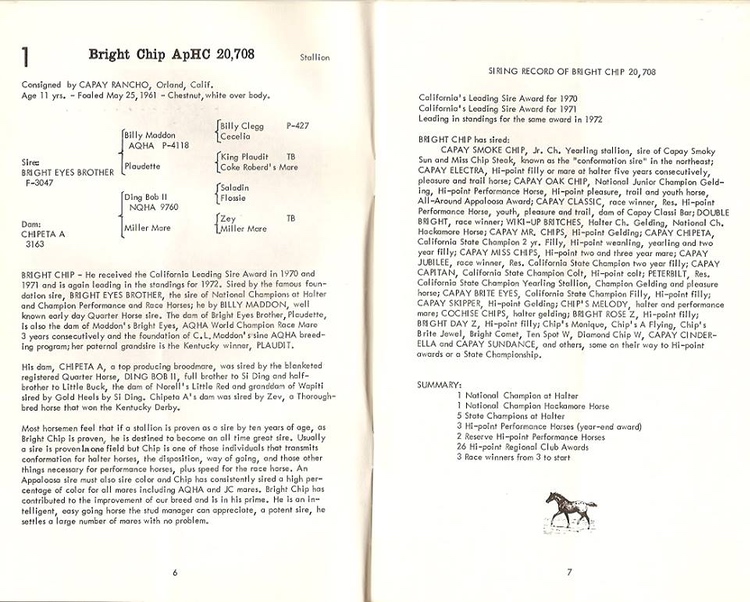 1 Bright Chip ApHC 20,708 Stallion
Consigned by CAPAY RANCHO, Orland, Calif.
Age 11 yrs. - Foaled May 25, 1961 - Chestnut, white over body.
Billy Clegg P-427
Billy Maddon
AQHA P-4118
Cecelia
Sire:
BRIGHT EYES BROTHER
F-3047
King Plaudit TB
Plaudette
Coke Roberd's Mare
Saladin
Ding Bob II
NQHA 9760
Flossie
Dam:
CHIPETA A
3163
Zey TB
Miller Mare
Miller Mare
BRIGHT CHIP - He received the California Leading Sire Award in 1970 and
1971 and is again leading in the standings for 1972. Sired by the famous foun-
dation sire, BRIGHT EYES BROTHER, the sire of National Champions at Halter
and Champion Performance and Race Horses; he by BILLY MADDON, well
known early day Quarter Horse sire. The dam of Bright Eyes Brother, Plaudette,
is also the dam of Maddon's Bright Eyes, AQHA World Champion Race Mare
3 years consecutively and the foundation of C.L. Maddon's sine AQHA breed-
ing program; her paternal grandsire is the Kentucky winner, PLAUDIT.
His dam, CHIPETA A, a top producing broodmare, was sired by the blanketed
registered Quarter Horse, DING BOB II, full brother to Si Ding and half-
brother to Little Buck, the dam of Norell's Little Red and granddam of Wapiti
sired by Gold Heels by Si Ding. Chipeta A's dam was sired by Zev, a Thorough-
bred horse that won the Kentucky Derby.
Most horsemen feel that if a stallion is proven as a sire by ten years of age, as
Bright Chip is proven, he is destined to become an all time great sire. Usually
a sire is proven in one field but Chip is one of those individuals that transmits
conformation for halter horses, the disposition, way of going, and those other
things necessary for performance horses, plus speed for the race horse. An
Appaloosa sire must also sire color and Chip has consistently sired a high per-
centage of color for all mares including AQHA and JC mares. Bright Chip has
contributed to the improvement of our breed and is in his prime. He is an in-
telligent, easy going horse the stud manager can appreciate, a potent sire, he
settles a large number of mares with no problem.
6
SIRING RECORD OF BRIGHT CHIP 20,708
California's Leading Sire Award for 1970
California's Leading Sire Award for 1971
Leading in standings for the same award in 1972
BRIGHT CHIP has sired:
CAPAY SMOKE CHIP, Jr. Ch. Yearling stallion, sire of Capay Smoky
Sun and Miss Chip Steak, known as the "conformation sire" in the northeast;
CAPAY ELECTRA, Hi-point filly or mare at halter five years consecutively,
pleasure and trail horse; CAPAY OAK CHIP, National Junior Champion Geld-
ing, Hi-point Performance Horse, Hi-point pleasure, trail and youth horse,
All-Around Appaloosa Award; CAPAY CLASSIC, race winner, Res. Hi-point
Performance Horse, youth, pleasure and trail, dam of Capay Classi Bar; DOUBLE
BRIGHT, race winner; WIKI-UP BRITCHES, Halter Ch. Gelding, National Ch.
Hackamore Horse; CAPAY MR. CHIPS, Hi-point Gelding; CAPAY CHIPETA,
California State Champion 2 yr. Filly, Hi-point weanling, yearling and two
year filly; CAPAY MISS CHIPS, Hi-point two and three year mare; CAPAY
JUBILEE, race winner, Res. California State Champion two year filly; CAPAY
CAPITAN, California State Champion Colt, Hi-point colt; PETERBILT, Res.
California State Champion Yearling Stallion, Champion Gelding and pleasure
horse; CAPAY BRITE EYES, California State Champion Filly, Hi-point filly;
CAPAY SKIPPER, Hi-point Gelding; CHIP'S MELODY, halter and performance
mare; COCHISE CHIPS, halter gelding; BRIGHT ROSE Z, Hi-point filly;
BRIGHT DAY Z, Hi-point filly; Chip's Monique, Chip's A Flying, Chip's
Brite Jewel, Bright Comet, Ten Spot W, Diamond Chip W, CAPAY CINDER-
ELLA and CAPAY SUNDANCE, and others, some on their way to Hi-point
awards or a State Championship.
SUMMARY:
1 National Champion at Halter
1 National Champion Hackamore Horse
5 State Champions at Halter
3 Hi-point Performance Horses (year-end award)
2 Reserve Hi-point Performance Horses
26 Hi-point Regional Club Awards
3 Race winners from 3 to start
7